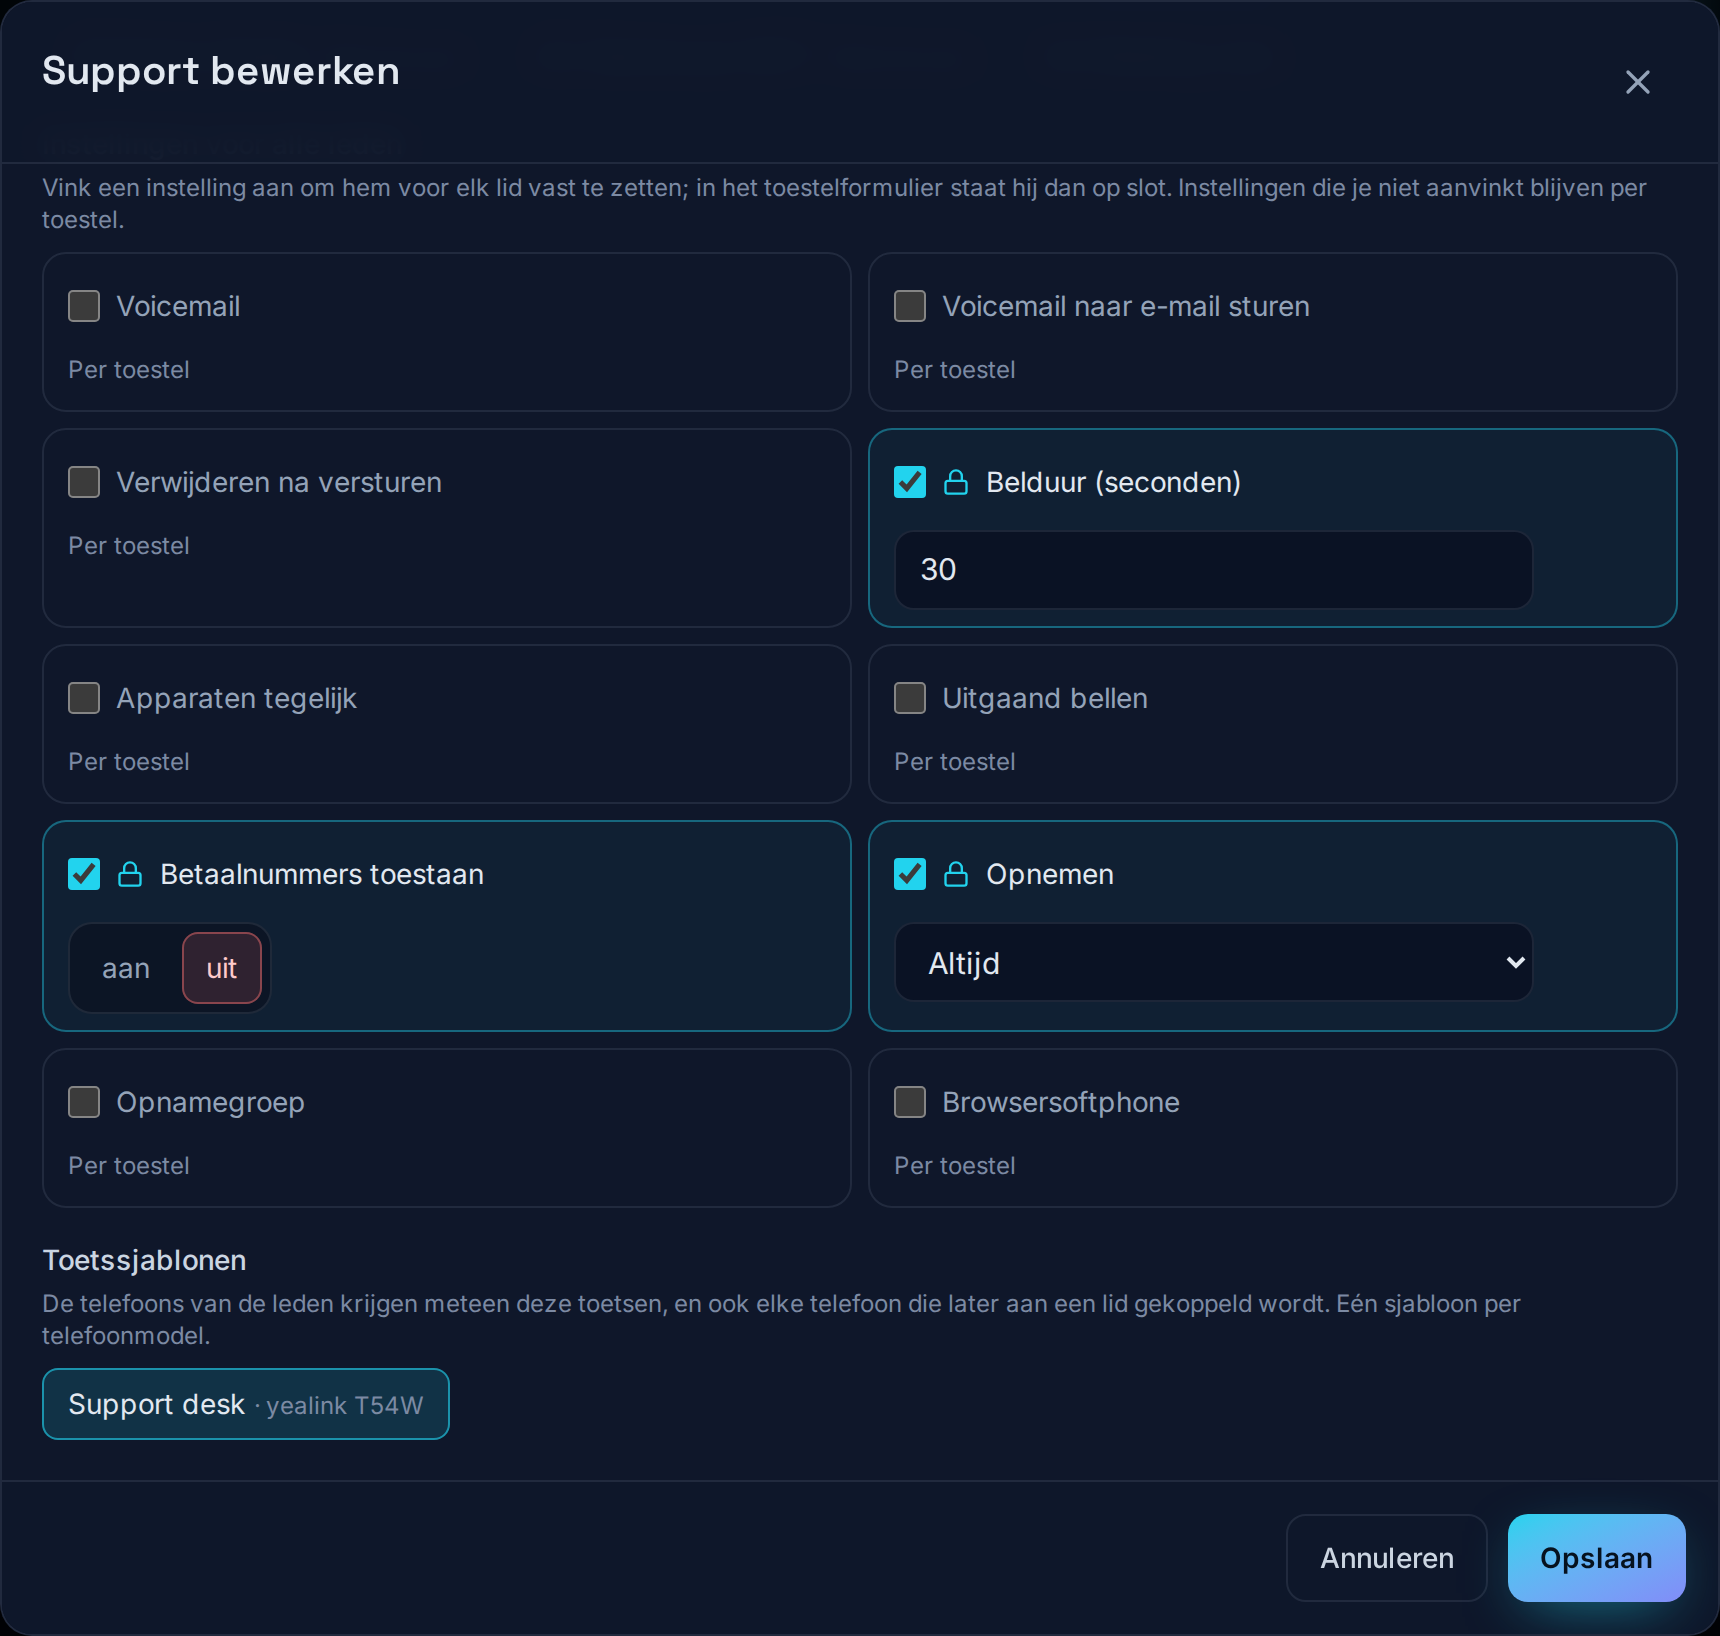 Support bewerken
Vink een instelling aan om hem voor elk lid vast te zetten; in het toestelformulier staat hij dan op slot. Instellingen die je niet aanvinkt blijven per
toestel.
Voicemail
Per toestel
Voicemail naar e-mail sturen
Per toestel
Verwijderen na versturen
Per toestel
Belduur (seconden)
30
Apparaten tegelijk
Per toestel
Uitgaand bellen
Per toestel
Betaalnummers toestaan
aan uit
Opnemen
Altijd
Opnamegroep
Per toestel
Browsersoftphone
Per toestel
Toetssjablonen
De telefoons van de leden krijgen meteen deze toetsen, en ook elke telefoon die later aan een lid gekoppeld wordt. Eén sjabloon per
telefoonmodel.
Support desk · yealink T54W
Annuleren Opslaan